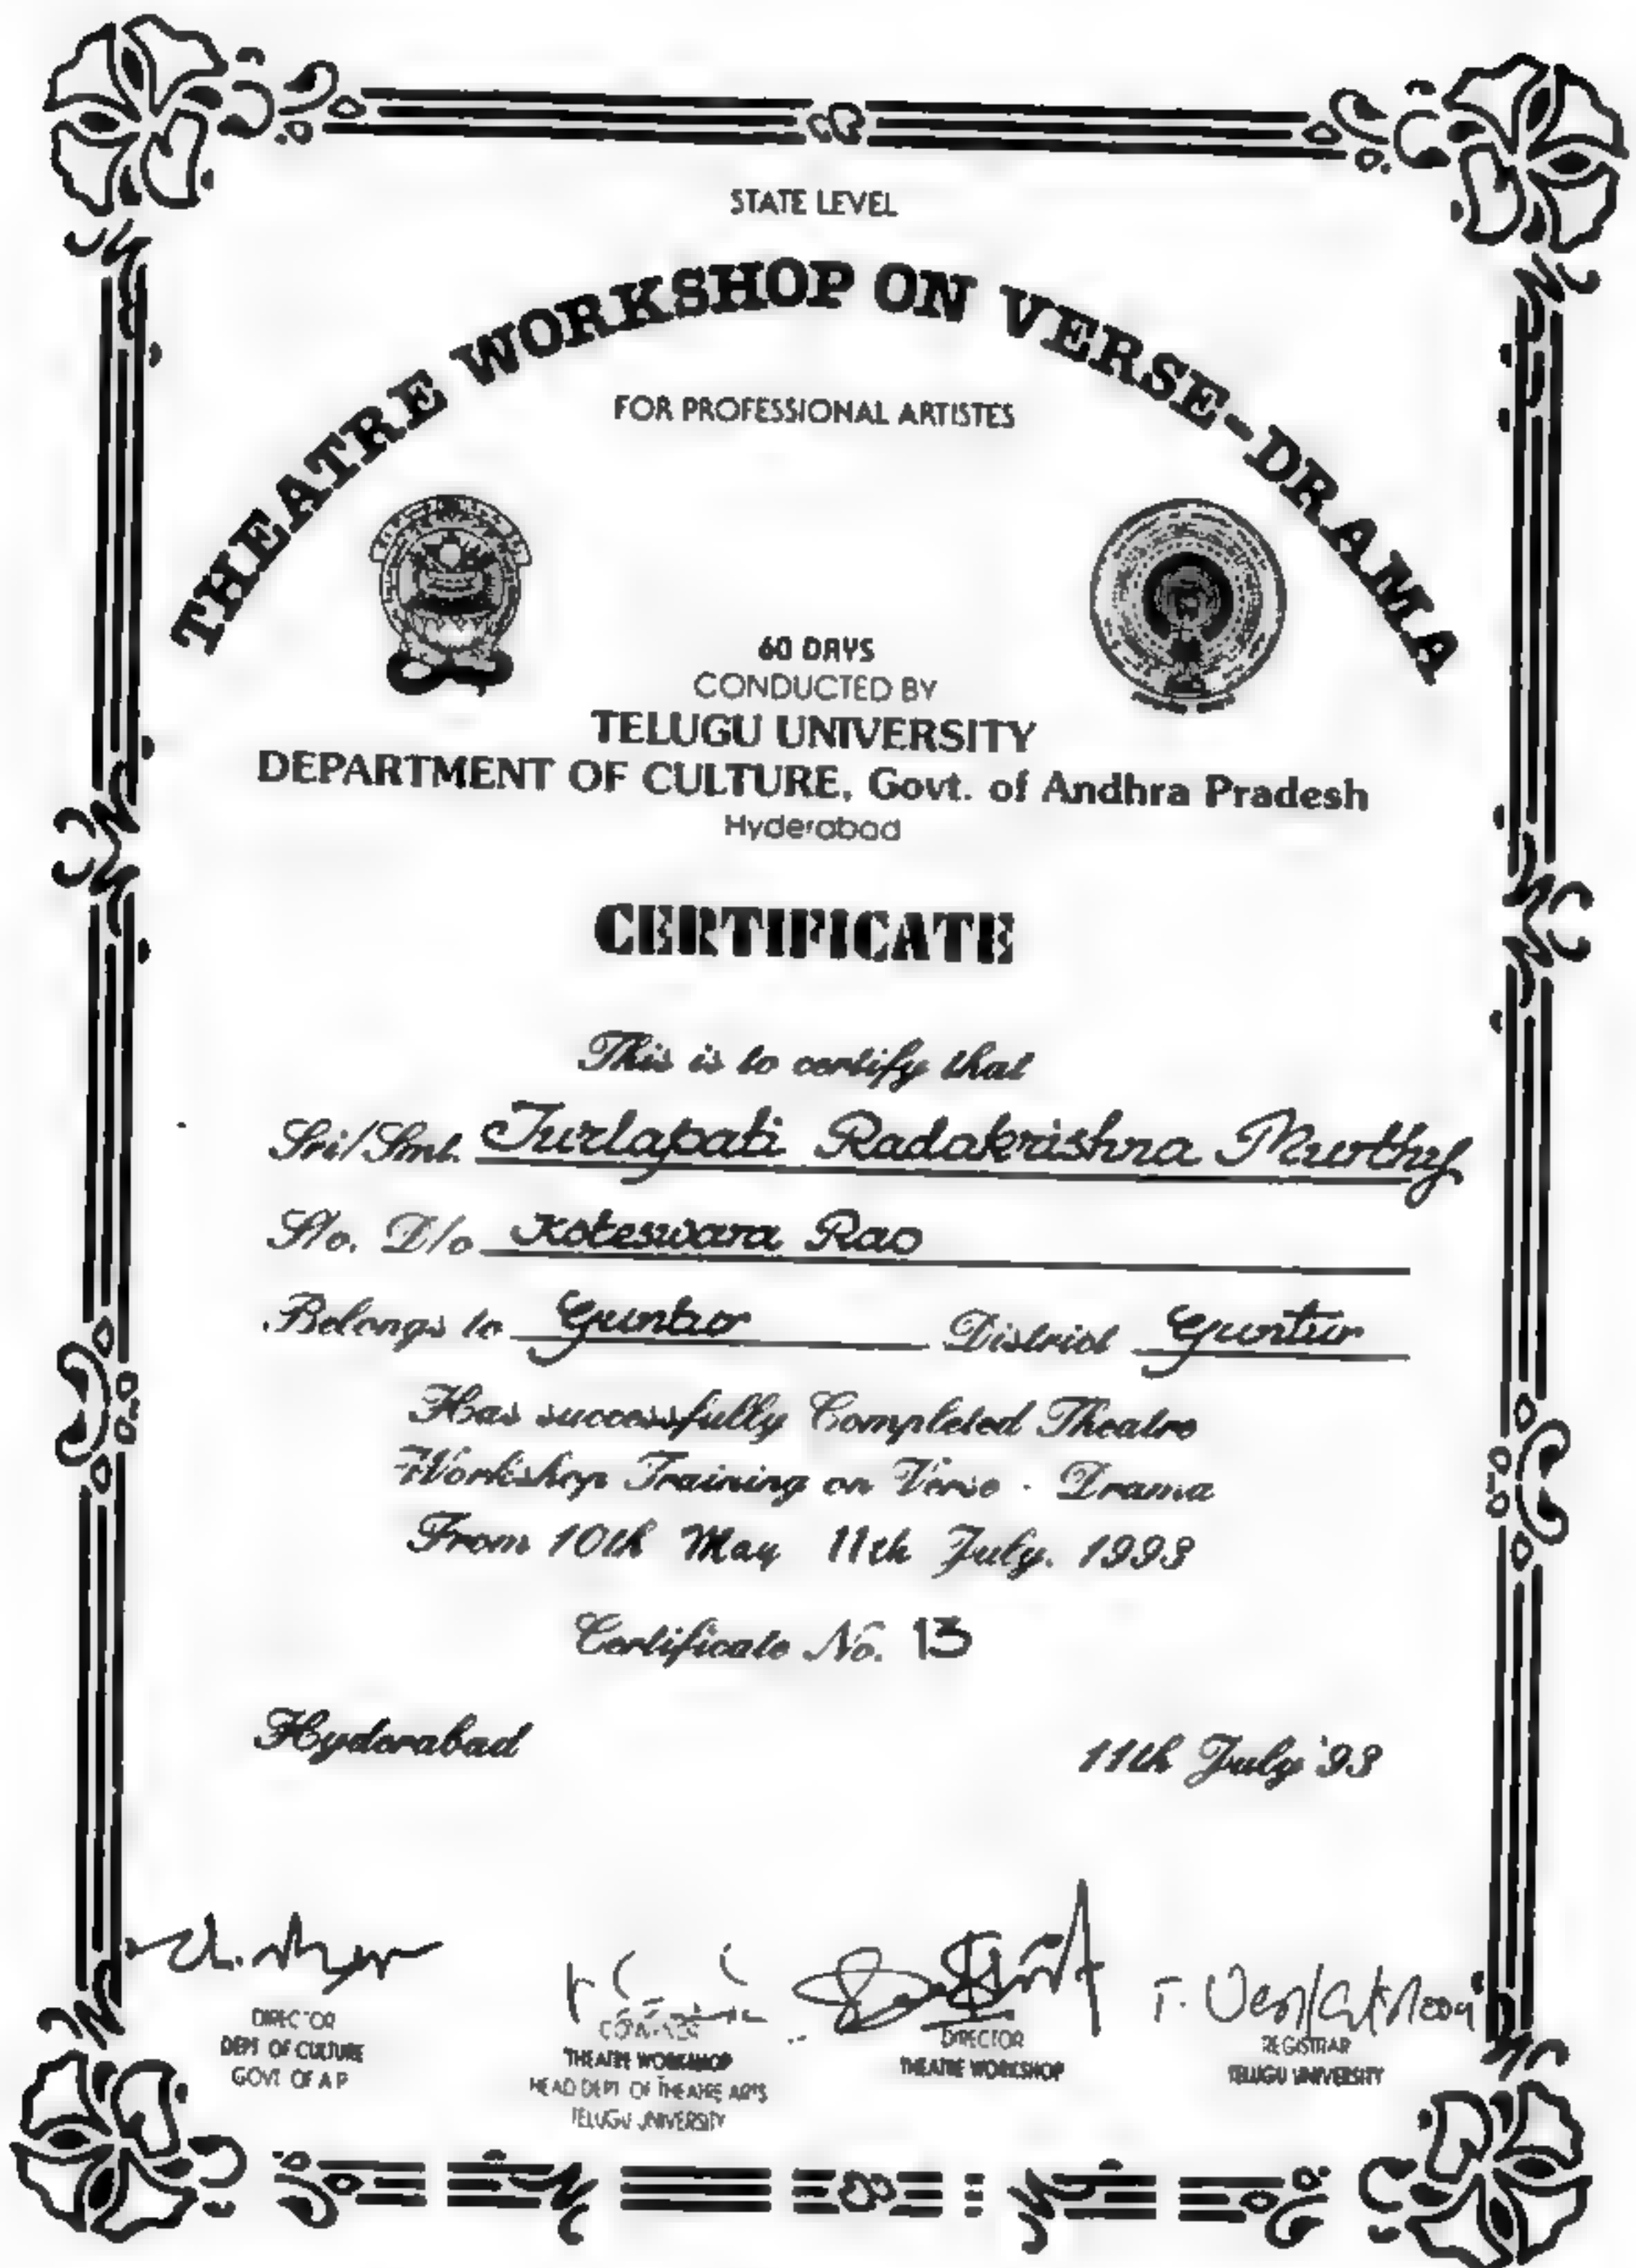 STATE LEVEL
THEATRE WORKSHOP ON VERSE-DRAMA
FOR PROFESSIONAL ARTISTES
60 DAYS
CONDUCTED BY
TELUGU UNIVERSITY
DEPARTMENT OF CULTURE, Govt. of Andhra Pradesh
Hyderabad
CERTIFICATE
This is to certify that
Sri/Smt. Turlapati Radakrishna Murthy
S/o. D/o Koteswara Rao
Belongs to Guntur District Guntur
Has successfully Completed Theatre
Workshop Training on Verse - Drama
From 10th May 11th July. 1993
Certificate No. 13
Hyderabad 11th July '93
DIRECTOR
DEPT OF CULTURE
GOVT OF A P
CONVENER
THEATRE WORKSHOP
HEAD DEPT OF THEATRE ARTS
TELUGU UNIVERSITY
DIRECTOR
THEATRE WORKSHOP
REGISTRAR
TELUGU UNIVERSITY